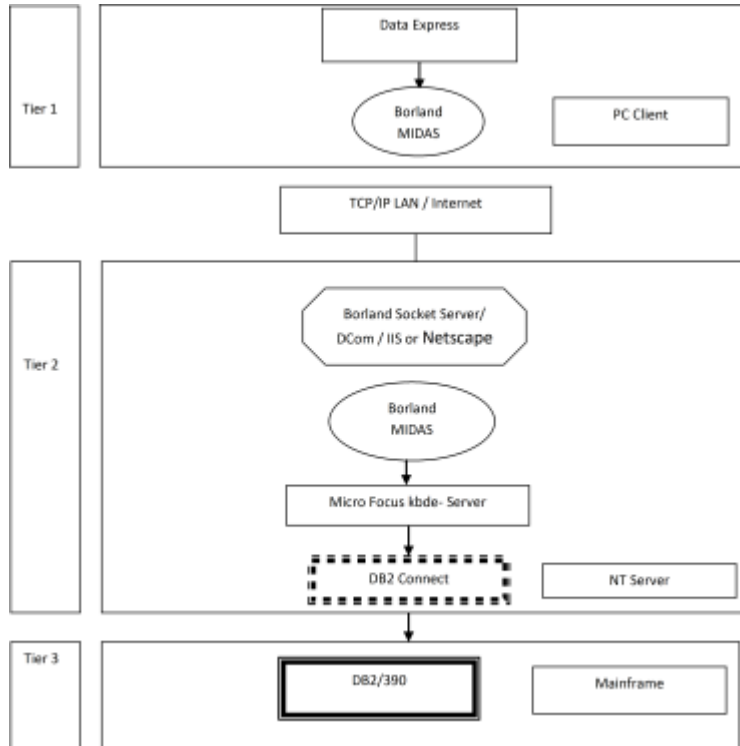 Data Express
Tier 1
Borland
MIDAS
PC Client
TCP/IP LAN / Internet
Borland Socket Server/
DCom / IIS or Netscape
Tier 2
Borland
MIDAS
Micro Focus kbde- Server
DB2 Connect
NT Server
Tier 3
DB2/390
Mainframe